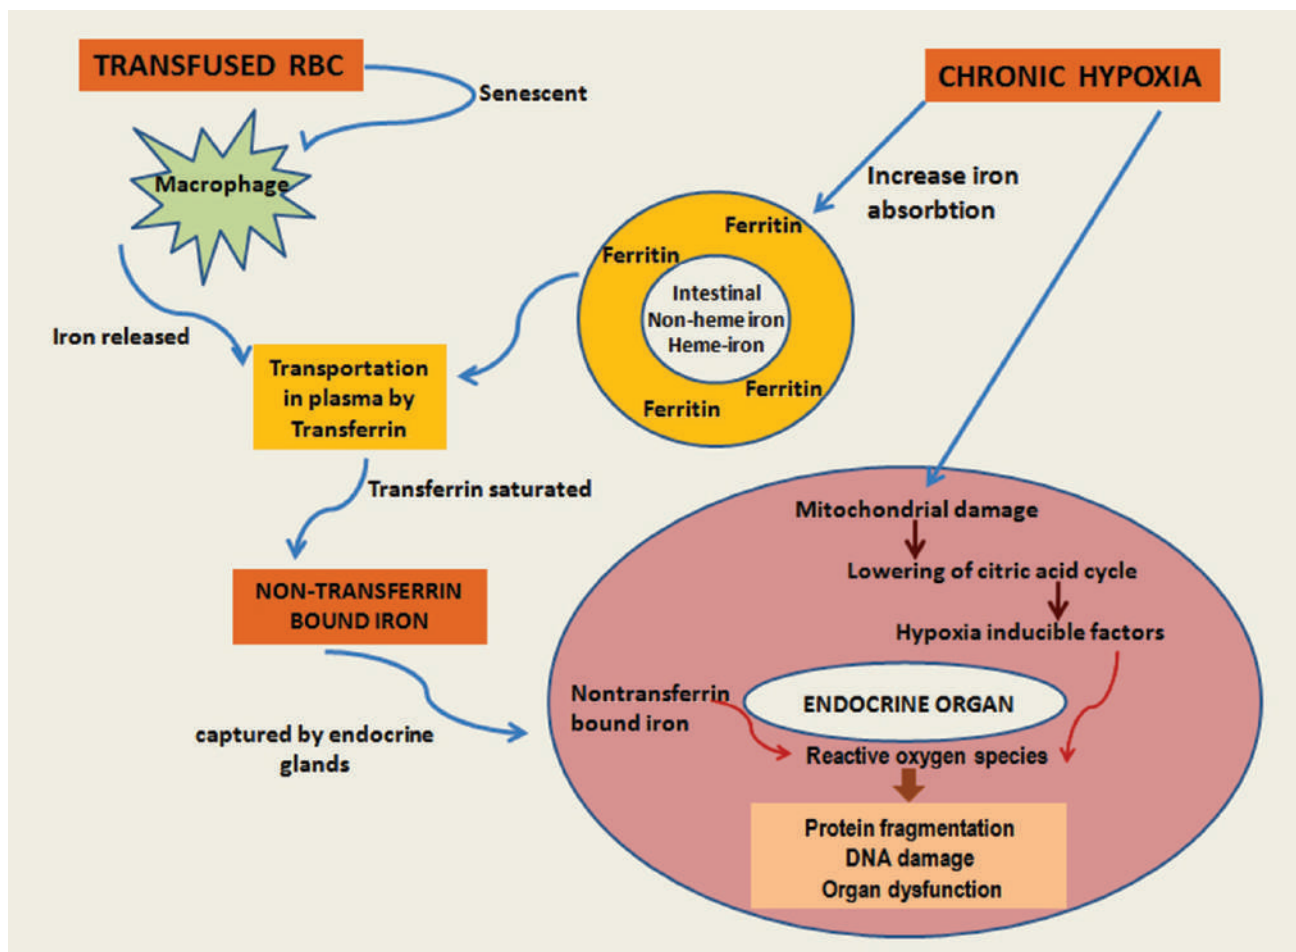 TRANSFUSED RBC
Senescent
Macrophage
Iron released
CHRONIC HYPOXIA
Increase iron
absorbtion
Ferritin
Ferritin
Intestinal
Non-heme iron
Heme-iron
Ferritin
Ferritin
Transportation
in plasma by
Transferrin
Transferrin saturated
NON-TRANSFERRIN
BOUND IRON
captured by endocrine
glands
Mitochondrial damage
Lowering of citric acid cycle
Hypoxia inducible factors
Nontransferrin
bound iron
ENDOCRINE ORGAN
Reactive oxygen species
Protein fragmentation
DNA damage
Organ dysfunction